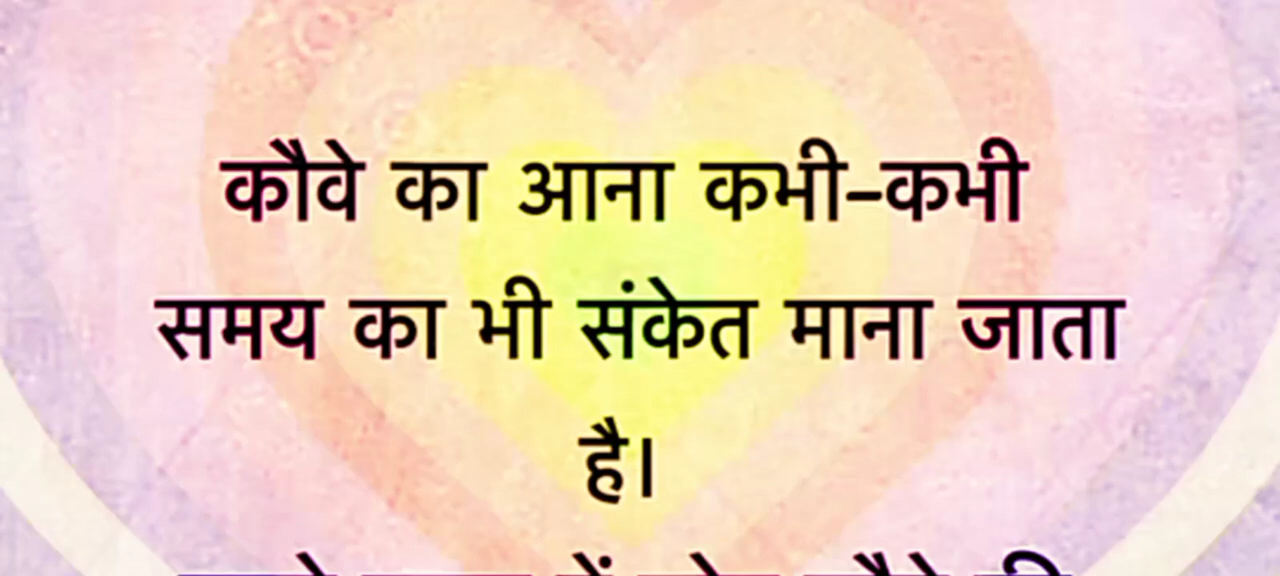 कौवे का आना कभी-कभी
समय का भी संकेत माना जाता
है।